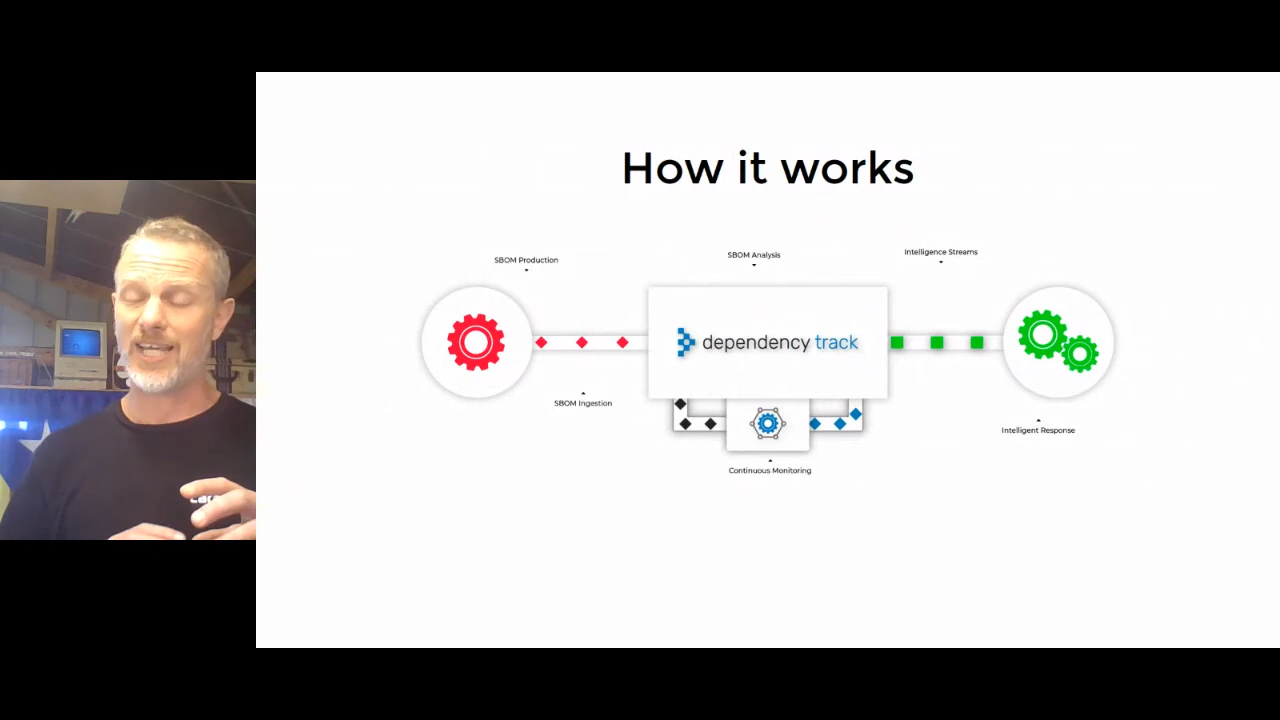 How it works
SBOM Production
SBOM Analysis
Intelligence Streams
dependency track
SBOM Ingestion
Intelligent Response
Continuous Monitoring